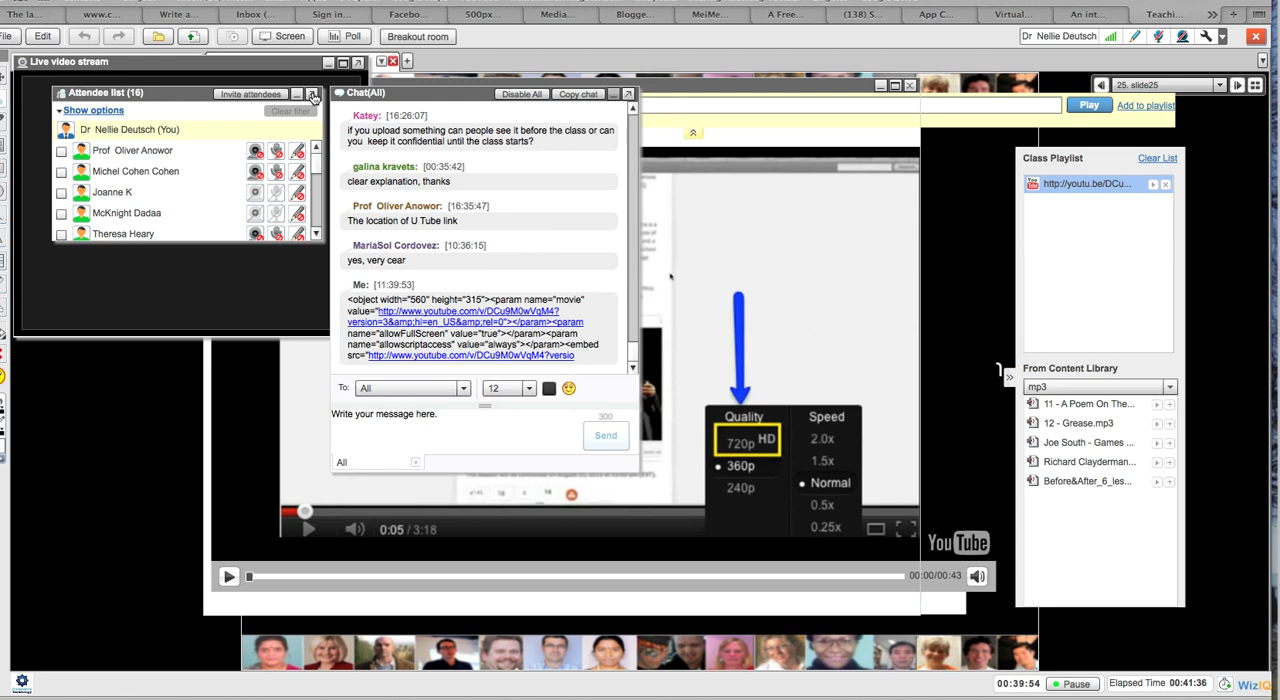 The la...
www.c...
Write a...
Inbox (...
Sign in...
Facebo...
500px...
Media...
Blogge...
MeiMe...
A Free...
(138) S...
App C...
Virtual...
An int...
Teachi...
File
Edit
Screen
Poll
Breakout room
Dr Nellie Deutsch
Live video stream
Attendee list (16)
Invite attendees
Show options
Clear filter
Dr Nellie Deutsch (You)
Prof Oliver Anowor
Michel Cohen Cohen
Joanne K
McKnight Dadaa
Theresa Heary
Chat(All)
Disable All
Copy chat
Katey: [16:26:07]
if you upload something can people see it before the class or can
you keep it confidential until the class starts?
galina kravets: [00:35:42]
clear explanation, thanks
Prof Oliver Anowor: [16:35:47]
The location of U Tube link
MariaSol Cordovez: [10:36:15]
yes, very cear
Me: [11:39:53]
<object width="560" height="315"><param name="movie"
value="http://www.youtube.com/v/DCu9M0wVqM4?
version=3&amp;hl=en_US&amp;rel=0"></param><param
name="allowFullScreen" value="true"></param><param
name="allowscriptaccess" value="always"></param><embed
src="http://www.youtube.com/v/DCu9M0wVqM4?versio
To:
All
12
Write your message here.
300
Send
All
25. slide25
Play
Add to playlist
Class Playlist
Clear List
http://youtu.be/DCu...
From Content Library
mp3
11 - A Poem On The...
12 - Grease.mp3
Joe South - Games ...
Richard Clayderman...
Before&After_6_les...
Quality
720p HD
360p
240p
Speed
2.0x
1.5x
Normal
0.5x
0.25x
0:05 / 3:18
YouTube
00:00/00:43
00:39:54
Pause
Elapsed Time
00:41:36
WizIQ